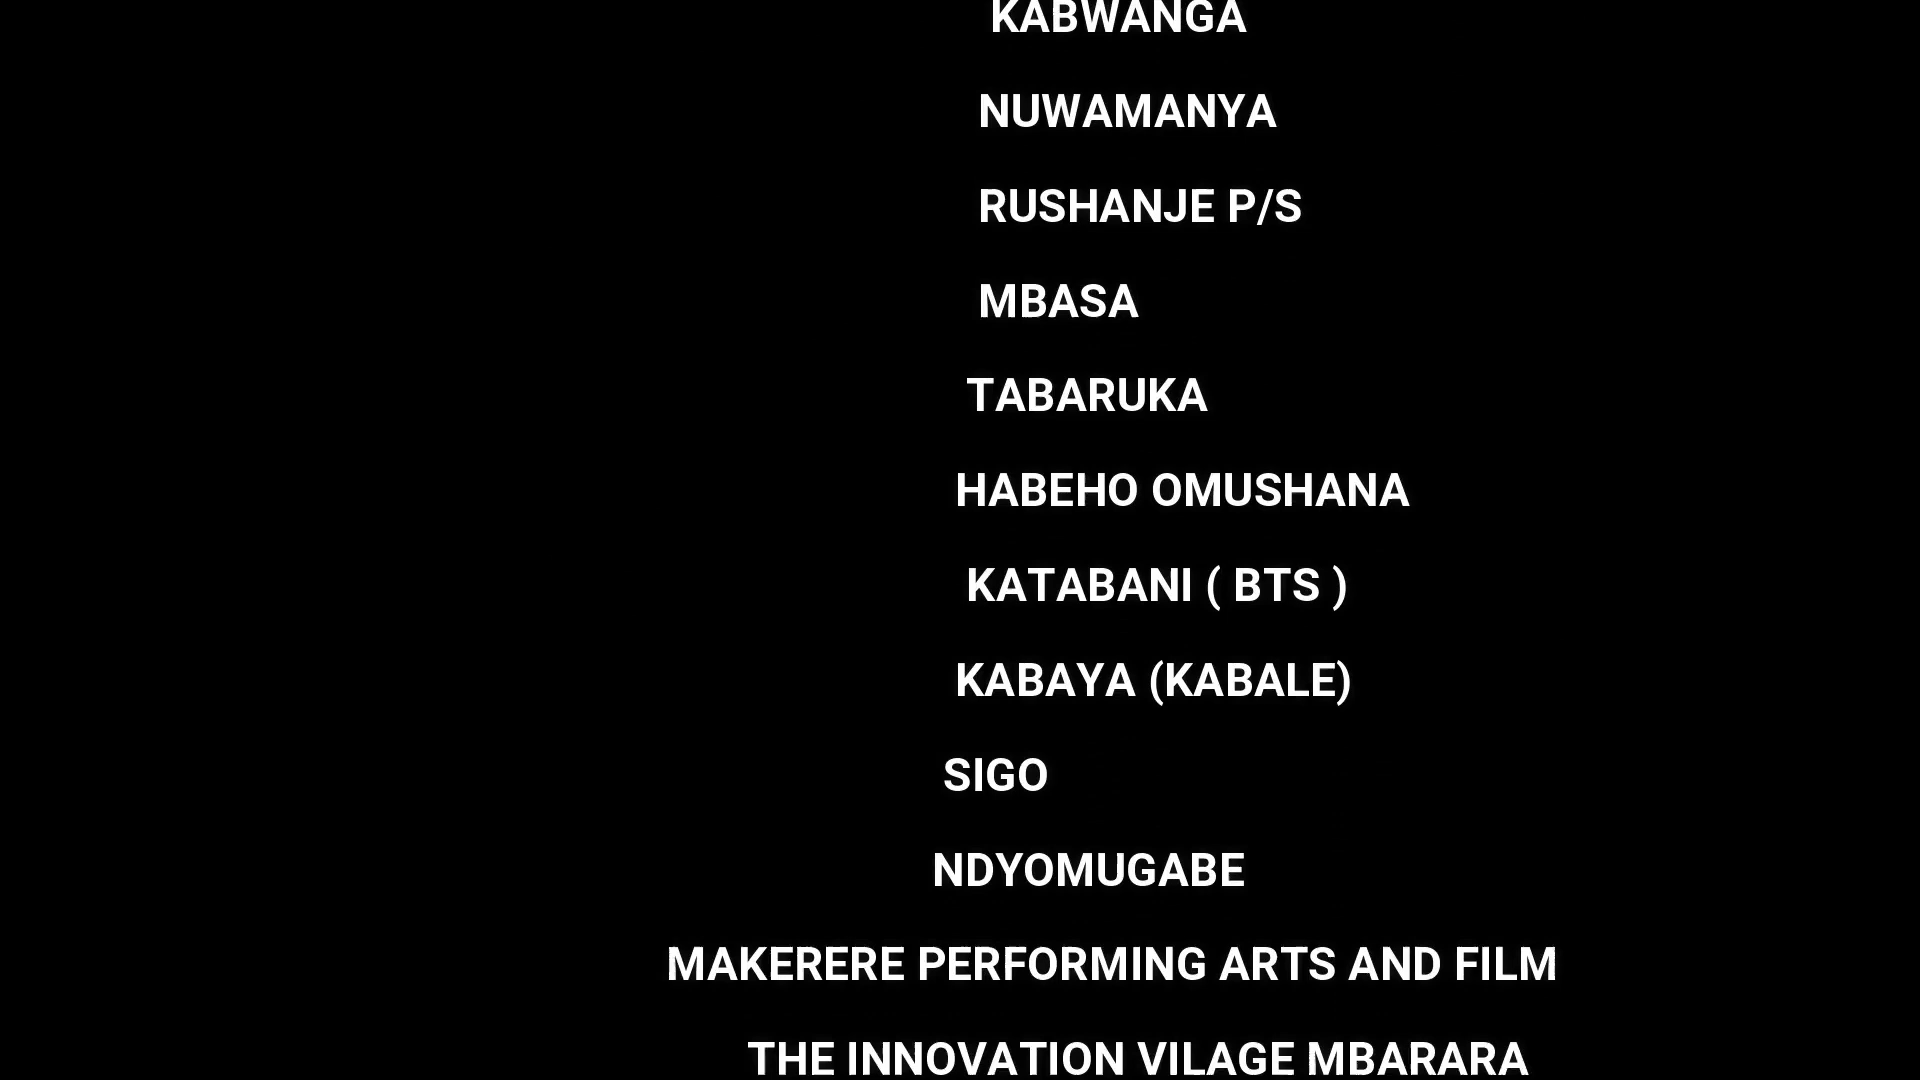 KABWANGA
NUWAMANYA
RUSHANJE P/S
MBASA
TABARUKA
HABEHO OMUSHANA
KATABANI ( BTS )
KABAYA (KABALE)
SIGO
NDYOMUGABE
MAKERERE PERFORMING ARTS AND FILM
THE INNOVATION VILAGE MBARARA